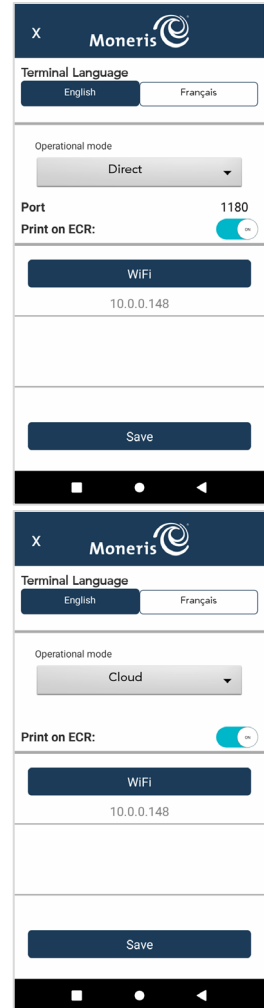 X Moneris
Terminal Language
English Français
Operational mode
Direct
Port 1180
Print on ECR: ON
WiFi
10.0.0.148
Save
X Moneris
Terminal Language
English Français
Operational mode
Cloud
Print on ECR: ON
WiFi
10.0.0.148
Save